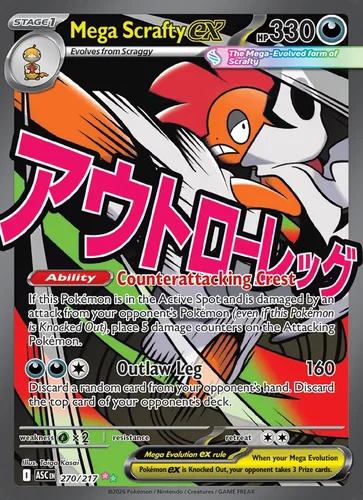 STAGE1 Mega Scrafty ex HP330
Evolves from Scraggy
The Mega-Evolved form of
Scrafty
アウトローレッグ
Ability Counterattacking Crest
If this Pokémon is in the Active Spot and is damaged by an
attack from your opponent's Pokémon (even if this Pokémon
is Knocked Out), place 5 damage counters on the Attacking
Pokémon.
Outlaw Leg 160
Discard a random card from your opponent's hand. Discard
the top card of your opponent's deck.
weakness ×2 resistance retreat
Illus. Taiga Kasai
I ASC EN 270/217
Mega Evolution ex rule
When your Mega Evolution
Pokémon ex is Knocked Out, your opponent takes 3 Prize cards.
©2026 Pokémon / Nintendo / Creatures / GAME FREAK